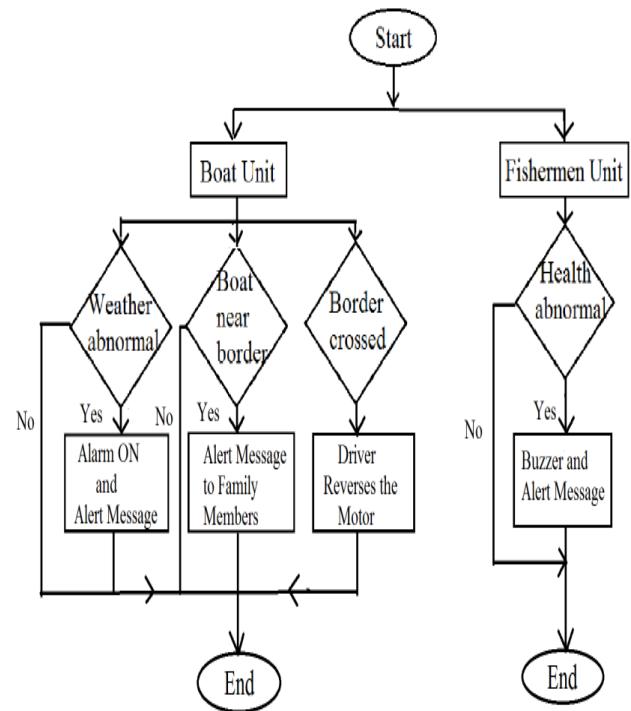 Start
Boat Unit
Fishermen Unit
Weather
abnormal
Boat
near
border
Border
crossed
Health
abnormal
No
Yes
No
Yes
No
Yes
Alarm ON
and
Alert Message
Alert Message
to Family
Members
Driver
Reverses the
Motor
Buzzer and
Alert Message
End
End